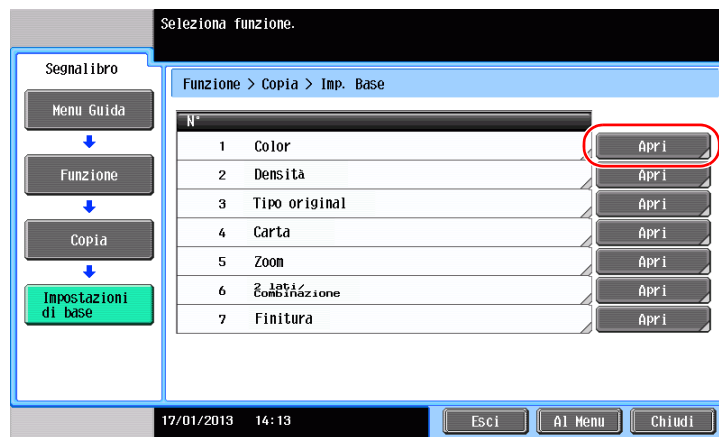 Seleziona funzione.
Segnalibro
Menu Guida
Funzione
Copia
Impostazioni
di base
Funzione > Copia > Imp. Base
N°
1 Color Apri
2 Densità Apri
3 Tipo original Apri
4 Carta Apri
5 Zoom Apri
6 2 lati/
Combinazione Apri
7 Finitura Apri
17/01/2013 14:13 Esci Al Menu Chiudi